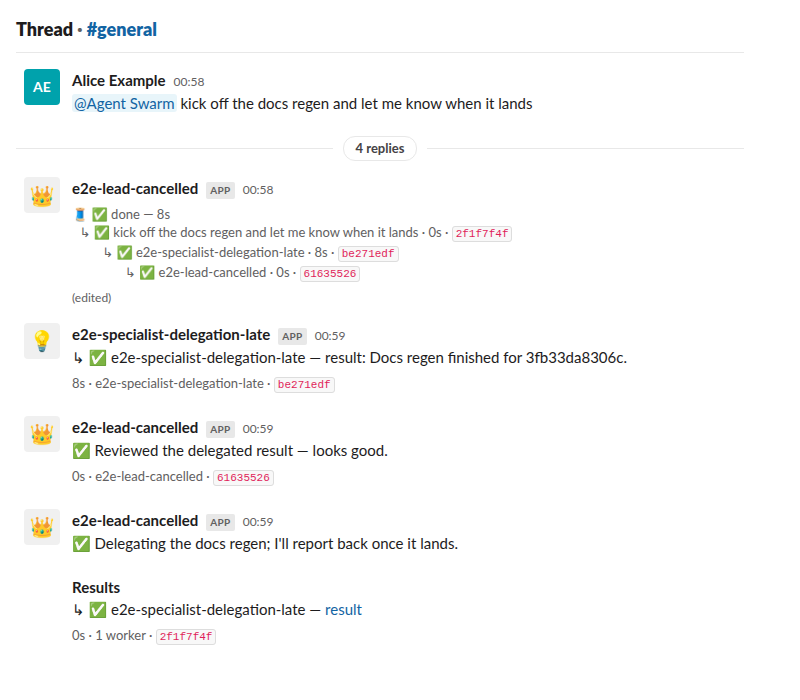 Thread • #general
AE
Alice Example 00:58
@Agent Swarm kick off the docs regen and let me know when it lands
4 replies
e2e-lead-cancelled APP 00:58
🧵 ✅ done — 8s
↳ ✅ kick off the docs regen and let me know when it lands · 0s · 2f1f7f4f
↳ ✅ e2e-specialist-delegation-late · 8s · be271edf
↳ ✅ e2e-lead-cancelled · 0s · 61635526
(edited)
e2e-specialist-delegation-late APP 00:59
↳ ✅ e2e-specialist-delegation-late — result: Docs regen finished for 3fb33da8306c.
8s · e2e-specialist-delegation-late · be271edf
e2e-lead-cancelled APP 00:59
✅ Reviewed the delegated result — looks good.
0s · e2e-lead-cancelled · 61635526
e2e-lead-cancelled APP 00:59
✅ Delegating the docs regen; I'll report back once it lands.
Results
↳ ✅ e2e-specialist-delegation-late — result
0s · 1 worker · 2f1f7f4f